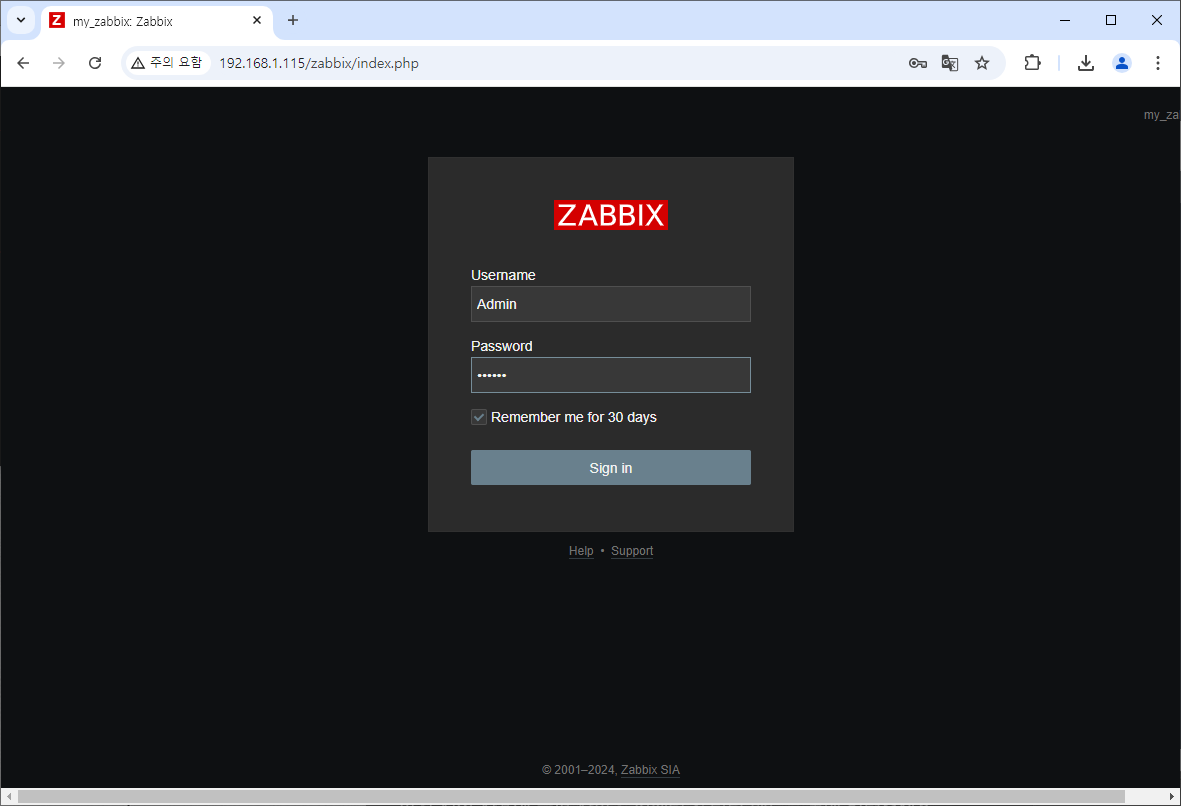 Z my_zabbix: Zabbix
주의 요함 192.168.1.115/zabbix/index.php
my_za
ZABBIX
Username
Admin
Password
••••••
Remember me for 30 days
Sign in
Help • Support
© 2001–2024, Zabbix SIA